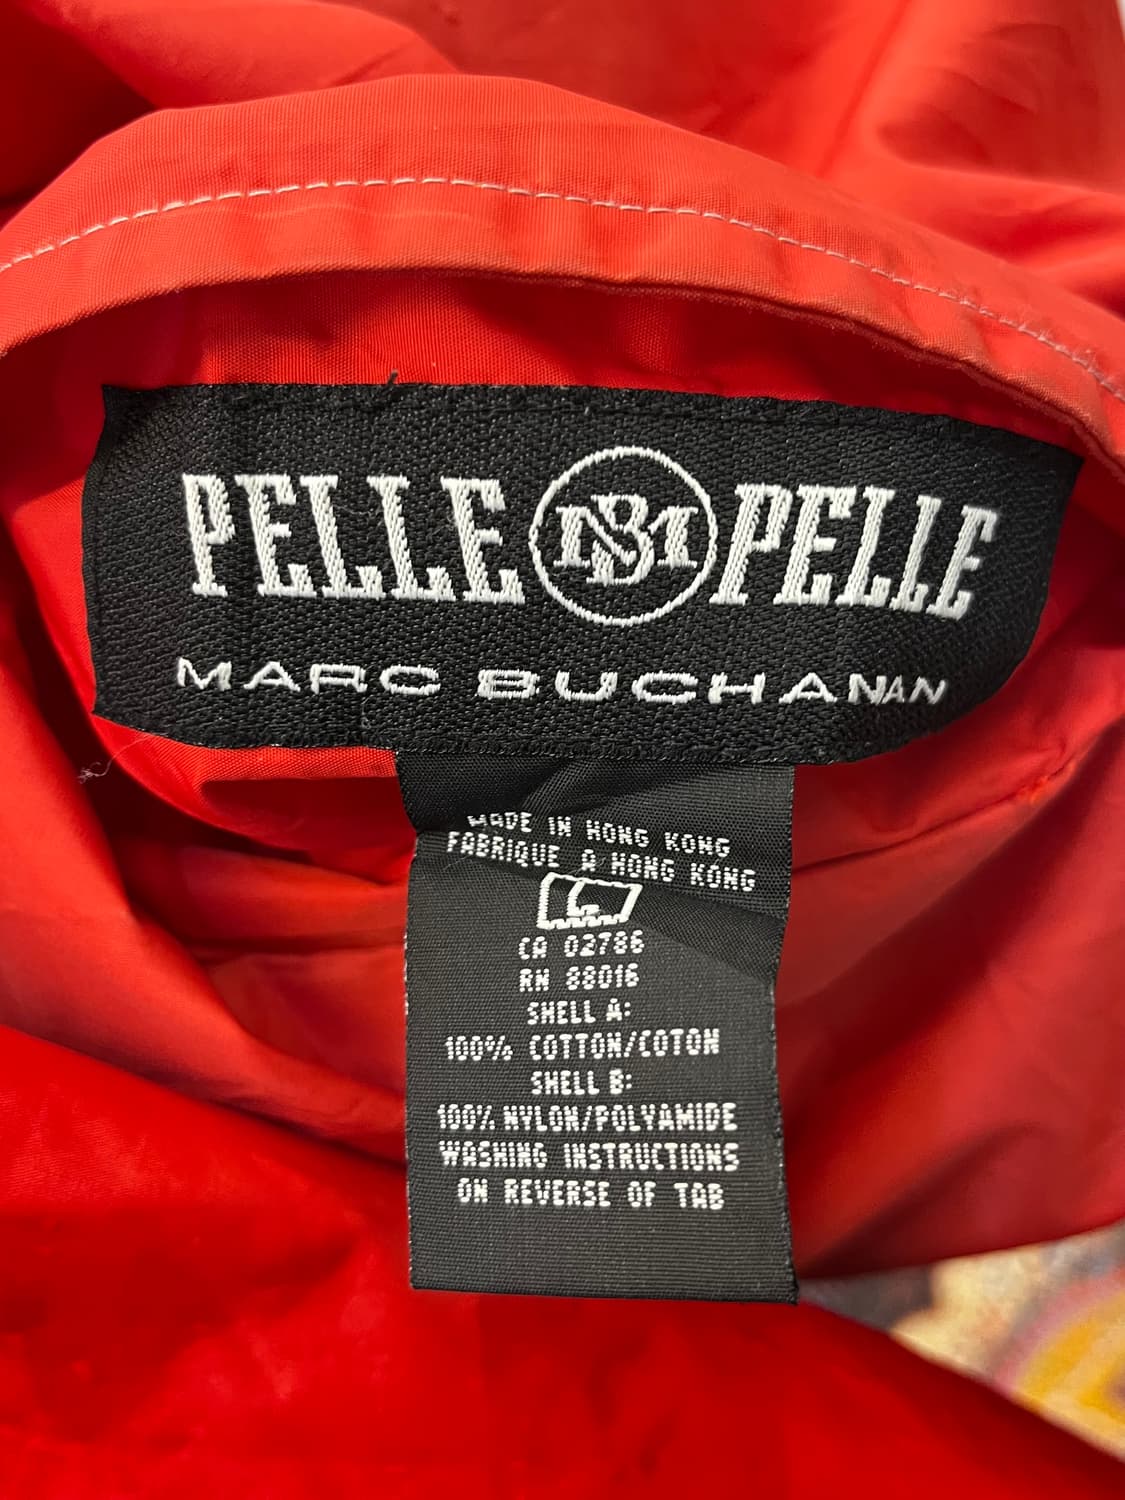 PELLE MB PELLE
MARC BUCHANAN
MADE IN HONG KONG
FABRIQUE A HONG KONG
L
CA 02786
RN 88016
SHELL A:
100% COTTON/COTON
SHELL B:
100% NYLON/POLYAMIDE
WASHING INSTRUCTIONS
ON REVERSE OF TAB